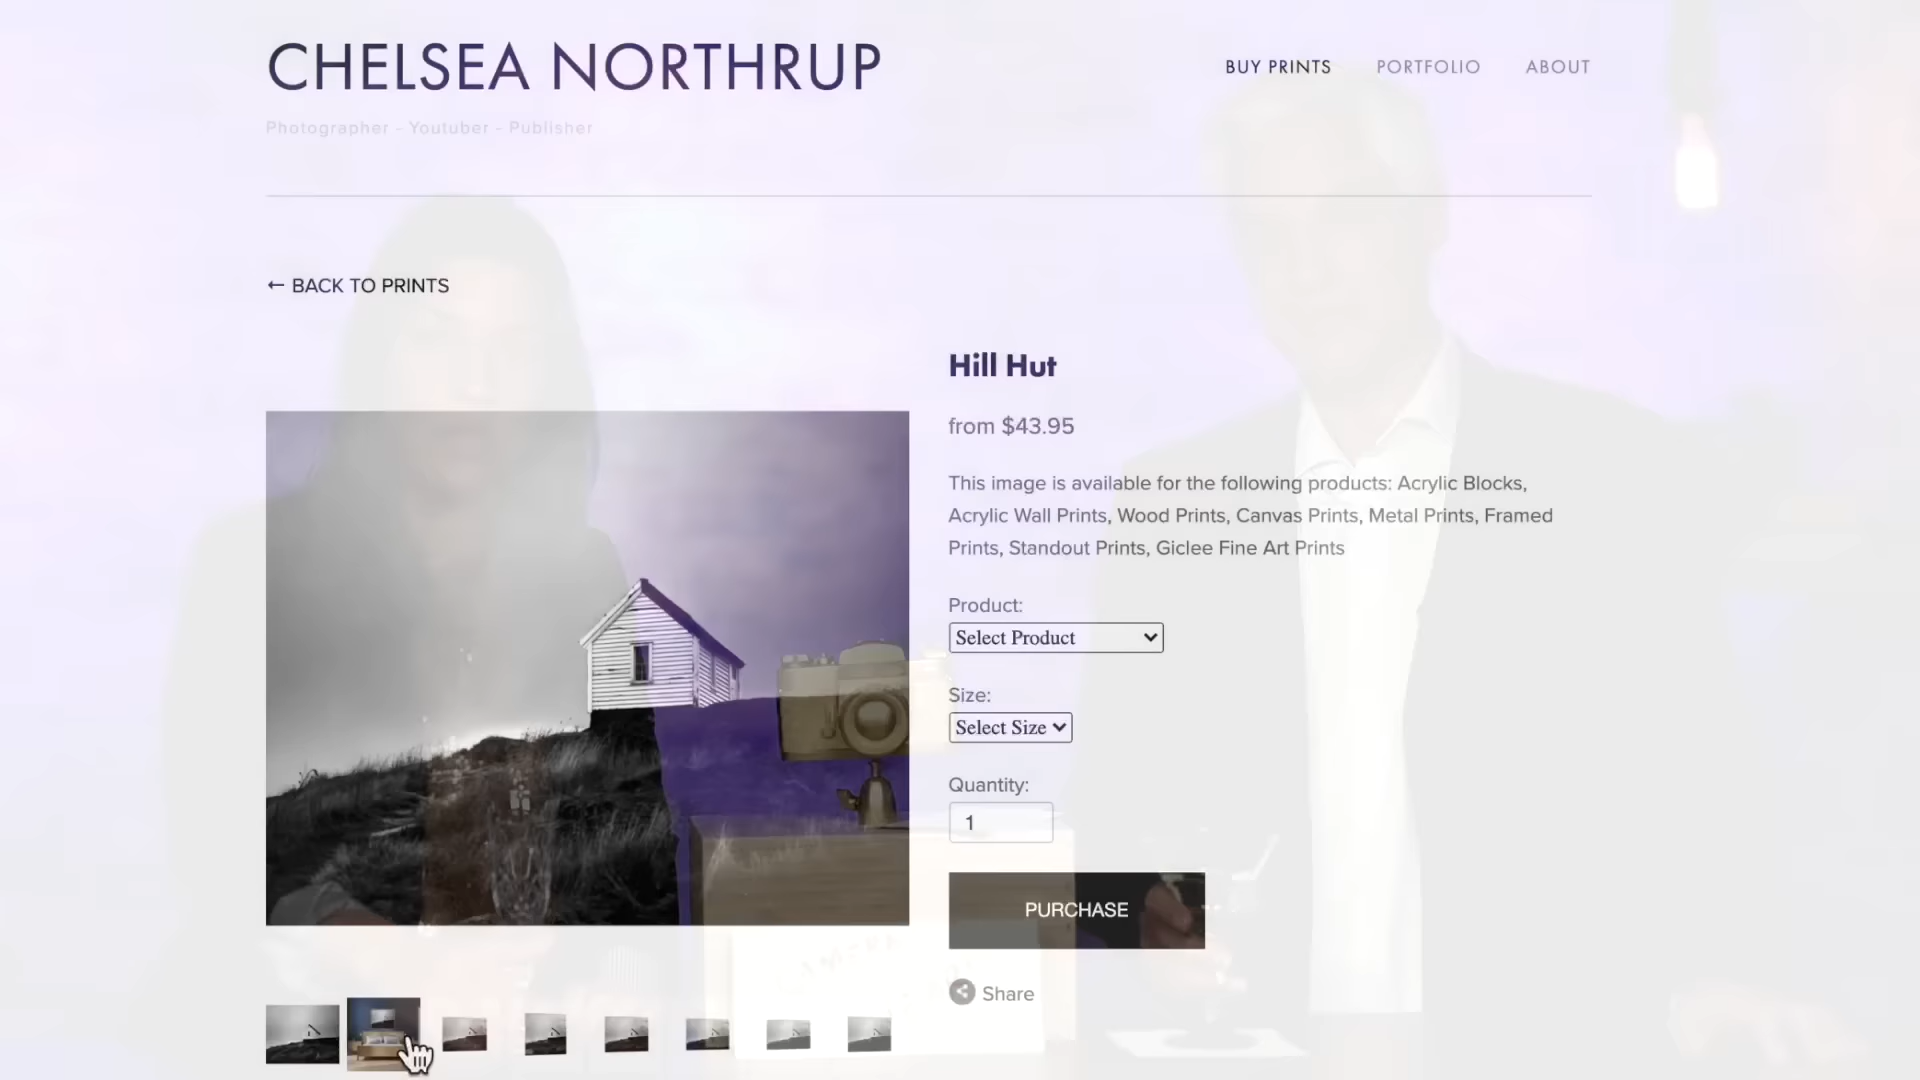 CHELSEA NORTHRUP
BUY PRINTS
PORTFOLIO
ABOUT
Photographer - Youtuber - Publisher
← BACK TO PRINTS
Hill Hut
from $43.95
This image is available for the following products: Acrylic Blocks,
Acrylic Wall Prints, Wood Prints, Canvas Prints, Metal Prints, Framed
Prints, Standout Prints, Giclee Fine Art Prints
Product:
Select Product
Size:
Select Size
Quantity:
1
PURCHASE
Share